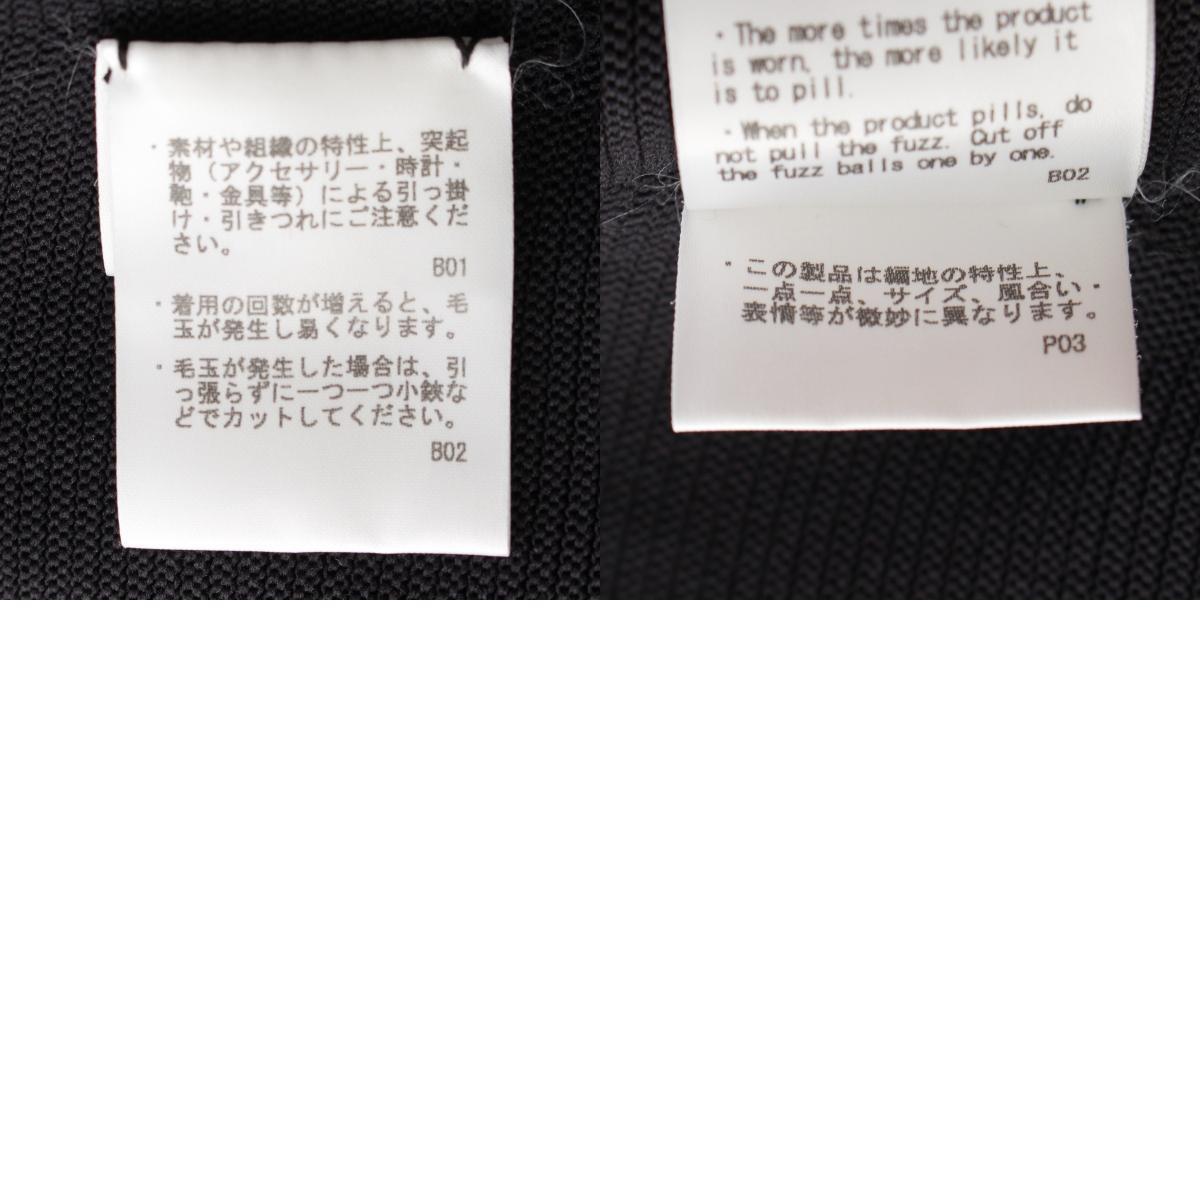 ・素材や組織の特性上、突起
物（アクセサリー・時計・
鞄・金具等）による引っ掛
け・引きつれにご注意くだ
さい。
B01
・着用の回数が増えると、毛
玉が発生し易くなります。
・毛玉が発生した場合は、引
っ張らずに一つ一つ小鋏な
どでカットしてください。
B02
・The more times the product
is worn, the more likely it
is to pill.
・When the product pills, do
not pull the fuzz. Cut off
the fuzz balls one by one.
B02
・この製品は編地の特性上、
一点一点、サイズ、風合い・
表情等が微妙に異なります。
P03